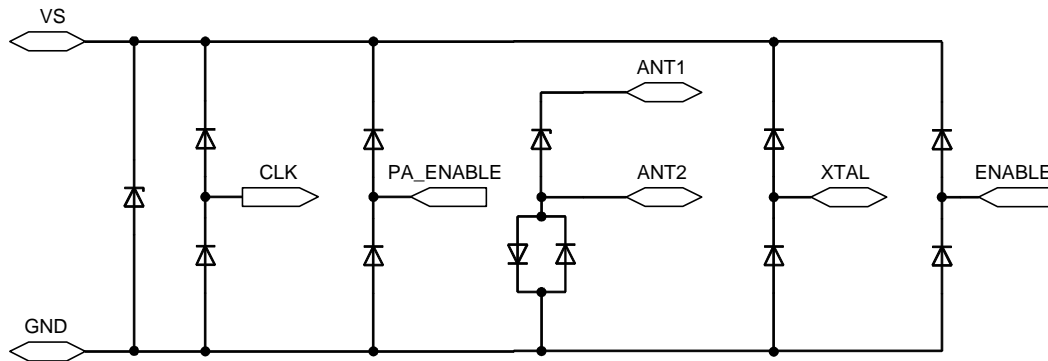 VS
ANT1
CLK
PA_ENABLE
ANT2
XTAL
ENABLE
GND